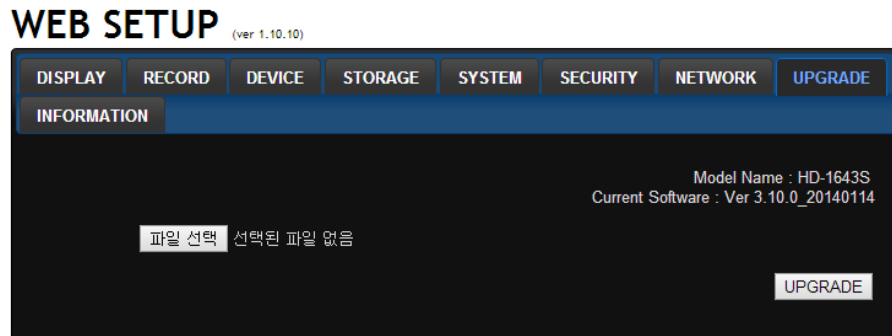 WEB SETUP (ver 1.10.10)
DISPLAY RECORD DEVICE STORAGE SYSTEM SECURITY NETWORK UPGRADE
INFORMATION
Model Name : HD-1643S
Current Software : Ver 3.10.0_20140114
파일 선택 선택된 파일 없음
UPGRADE